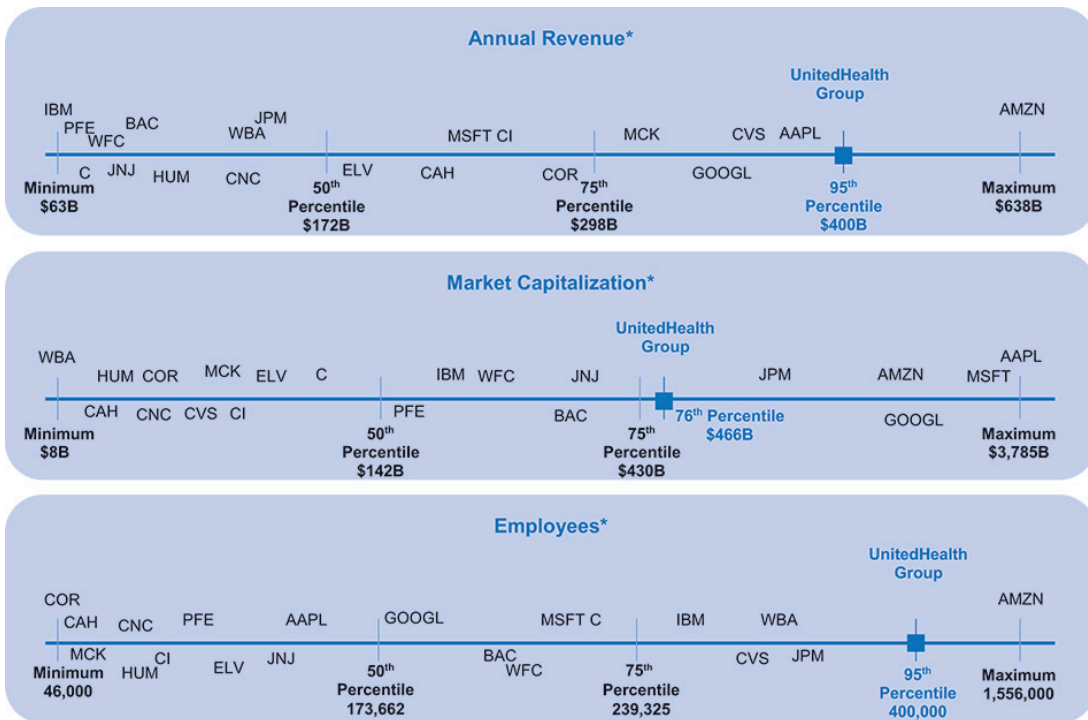 Annual Revenue*
UnitedHealth
Group
IBM
PFE
WFC
BAC
WBA
JPM
MSFT CI
MCK
CVS
AAPL
AMZN
C
JNJ
HUM
CNC
ELV
CAH
COR
GOOGL
Minimum
$63B
50th
Percentile
$172B
75th
Percentile
$298B
95th
Percentile
$400B
Maximum
$638B
Market Capitalization*
UnitedHealth
Group
WBA
HUM
COR
MCK
ELV
C
IBM
WFC
JNJ
JPM
AMZN
MSFT
AAPL
CAH
CNC
CVS
CI
PFE
BAC
GOOGL
Minimum
$8B
50th
Percentile
$142B
75th
Percentile
$430B
76th Percentile
$466B
Maximum
$3,785B
Employees*
UnitedHealth
Group
COR
CAH
CNC
PFE
AAPL
GOOGL
MSFT C
IBM
WBA
AMZN
MCK
HUM
CI
ELV
JNJ
BAC
WFC
CVS
JPM
Minimum
46,000
50th
Percentile
173,662
75th
Percentile
239,325
95th
Percentile
400,000
Maximum
1,556,000